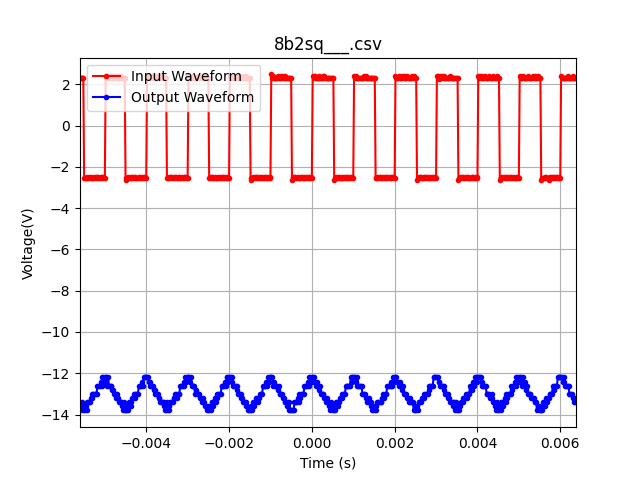 8b2sq___.csv
Input Waveform
Output Waveform
Voltage(V)
2
0
−2
−4
−6
−8
−10
−12
−14
−0.004 −0.002 0.000 0.002 0.004 0.006
Time (s)